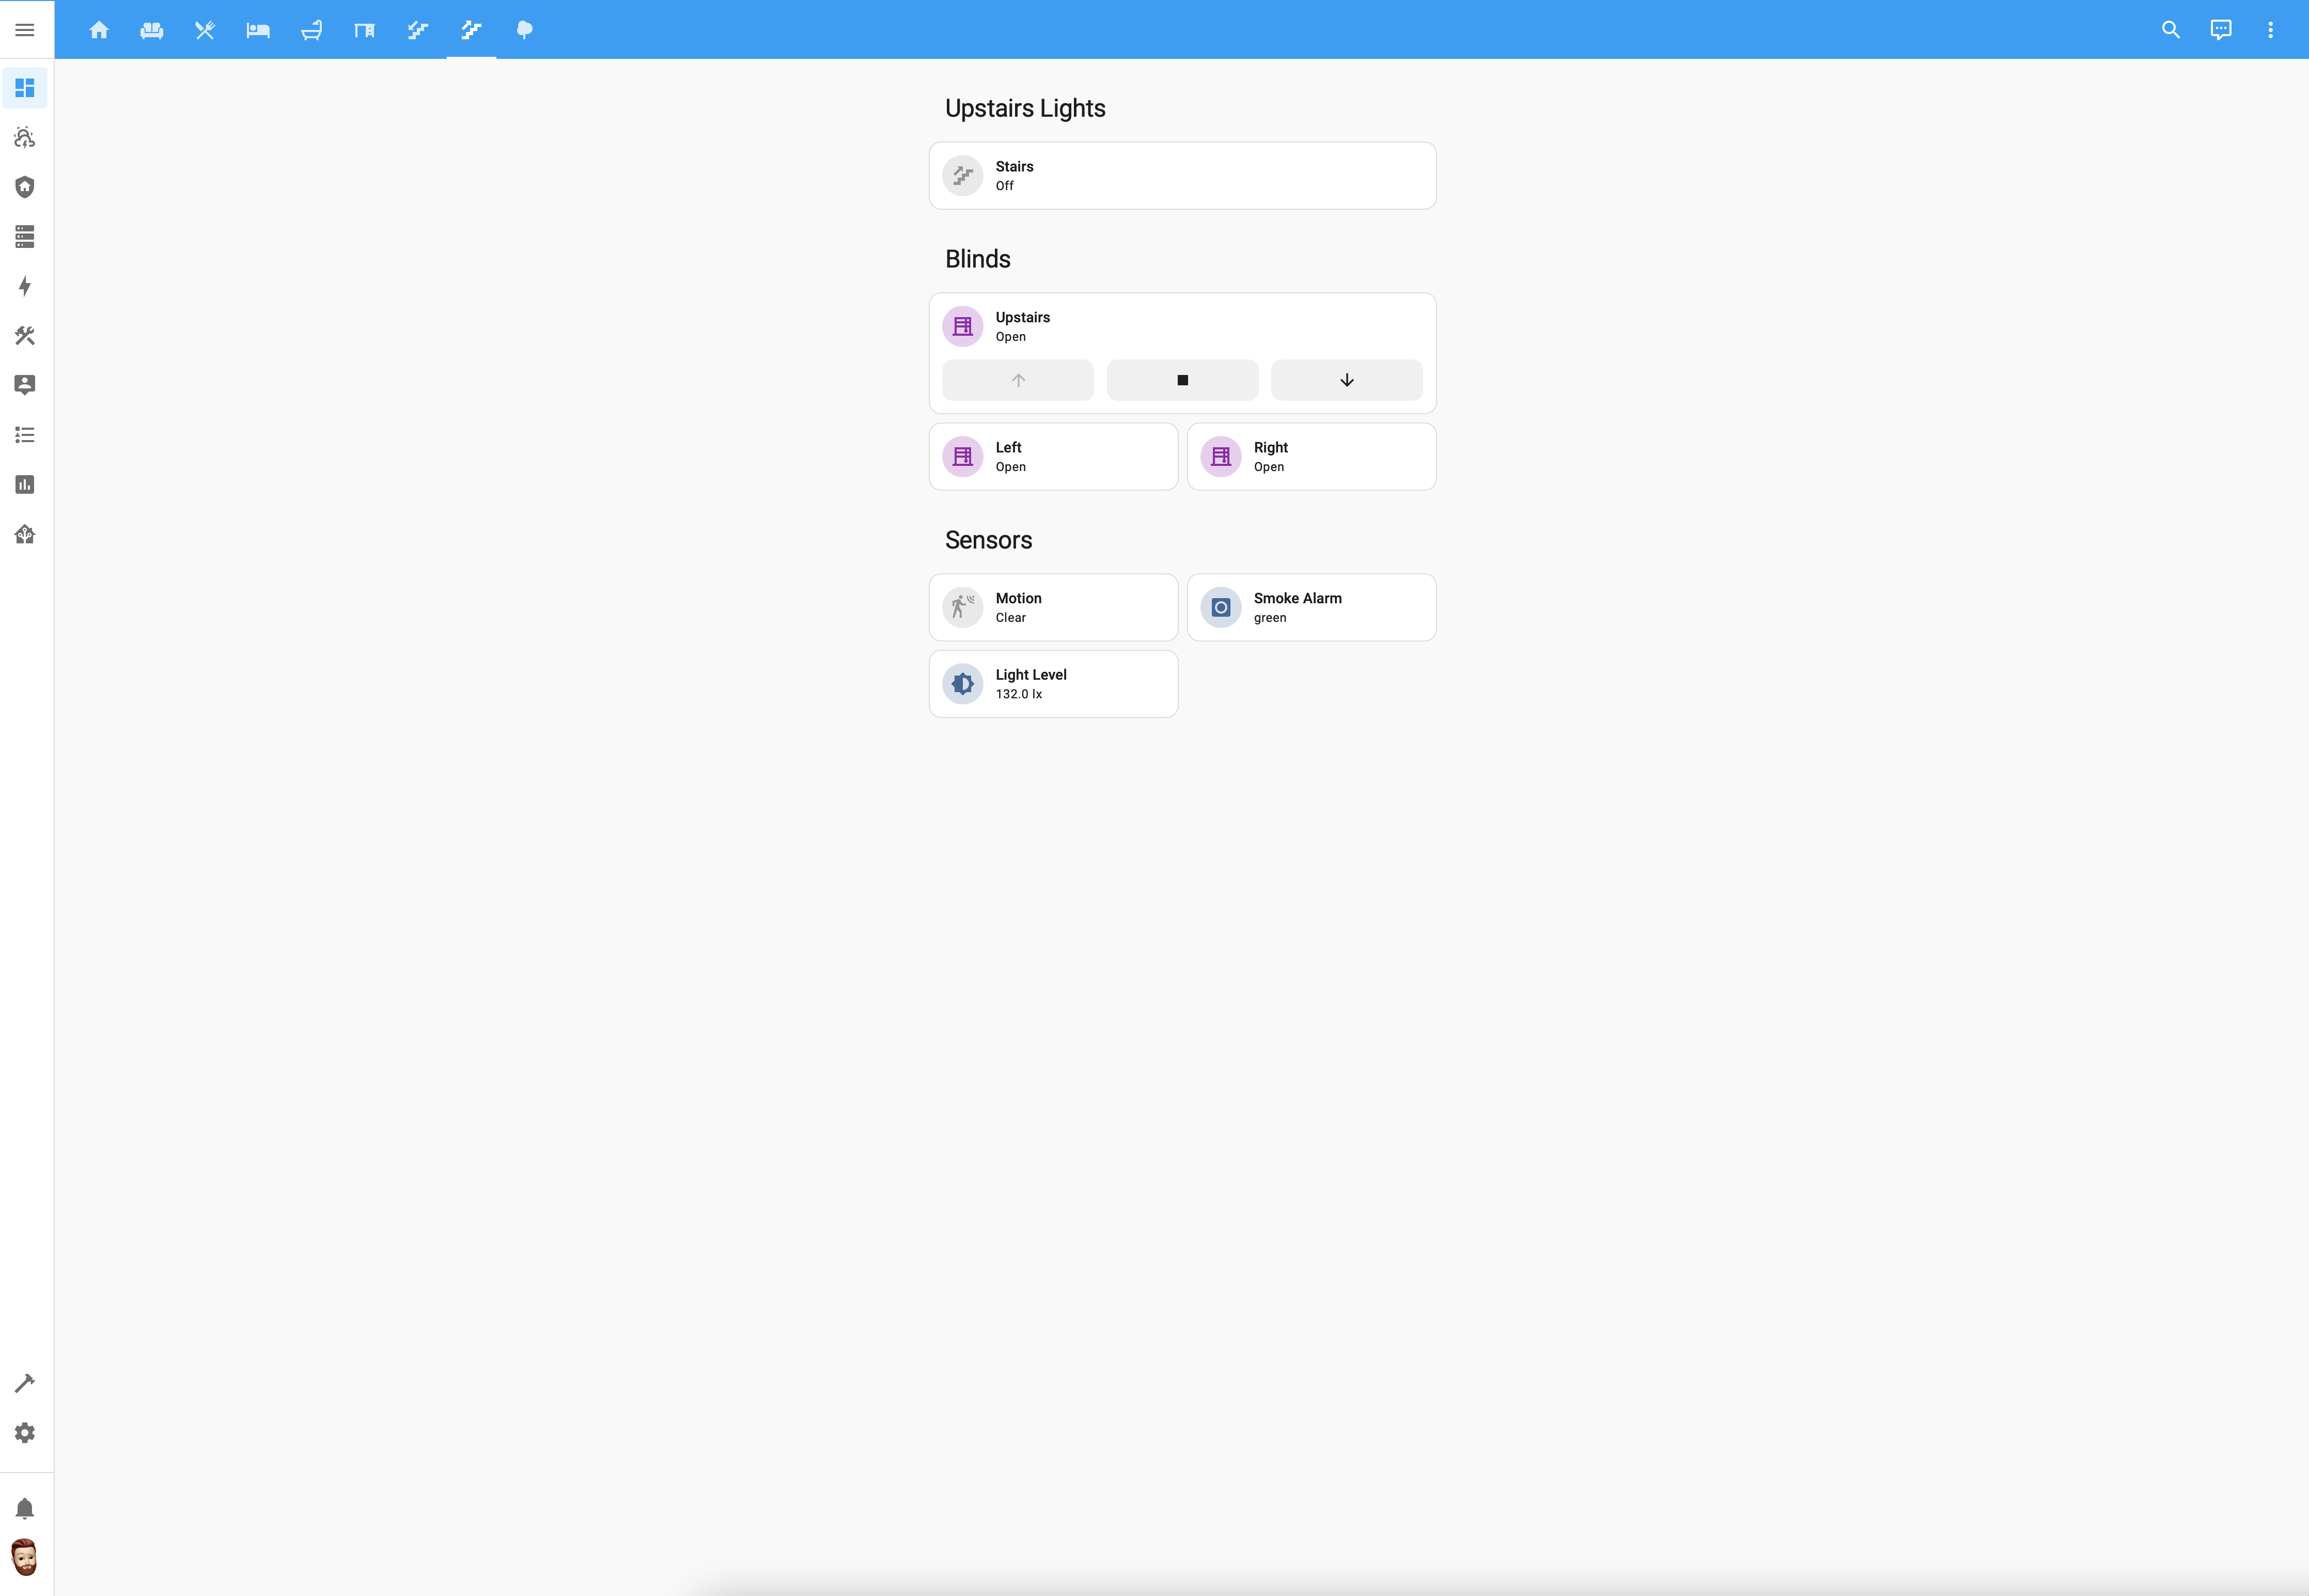 Upstairs Lights
Stairs
Off
Blinds
Upstairs
Open
Left
Open
Right
Open
Sensors
Motion
Clear
Smoke Alarm
green
Light Level
132.0 lx